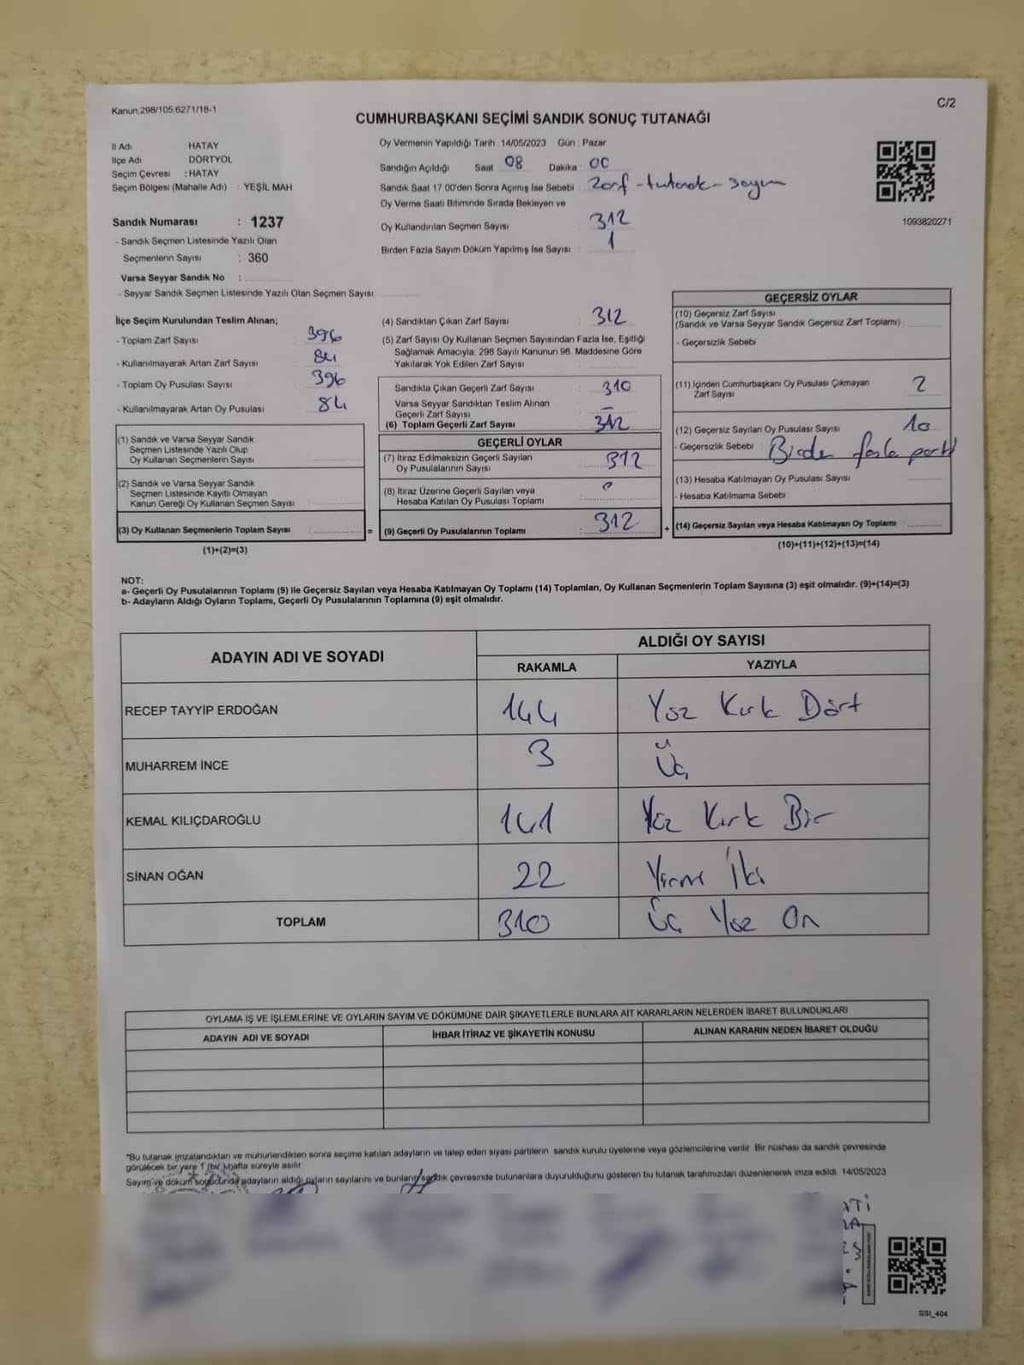 Kanun 298/105.6271/18-1
C/2
CUMHURBAŞKANI SEÇİMİ SANDIK SONUÇ TUTANAĞI
İl Adı HATAY
İlçe Adı DÖRTYOL
Seçim Çevresi : HATAY
Seçim Bölgesi (Mahalle Adı) : YEŞİL MAH
Sandık Numarası : 1237
- Sandık Seçmen Listesinde Yazılı Olan
Seçmenlerin Sayısı : 360
Varsa Seyyar Sandık No :
- Seyyar Sandık Seçmen Listesinde Yazılı Olan Seçmen Sayısı
Oy Vermenin Yapıldığı Tarih 14/05/2023 Gün : Pazar
Sandığın Açıldığı Saat 08 Dakika 00
Sandık Saat 17 00'den Sonra Açımış İse Sebebi Zarf - tutanak - sayım
Oy Verme Saati Bitiminde Sırada Bekleyen ve
Oy Kullandırılan Seçmen Sayısı 312
Birden Fazla Sayım Döküm Yapılmış İse Sayısı 1
1093820271
İlçe Seçim Kurulundan Teslim Alınan;
- Toplam Zarf Sayısı 396
- Kullanılmayarak Artan Zarf Sayısı 84
- Toplam Oy Pusulası Sayısı 396
- Kullanılmayarak Artan Oy Pusulası 84
(1) Sandık ve Varsa Seyyar Sandık
Seçmen Listesinde Yazılı Olup
Oy Kullanan Seçmenlerin Sayısı
(2) Sandık ve Varsa Seyyar Sandık
Seçmen Listesinde Kayıtlı Olmayan
Kanun Gereği Oy Kullanan Seçmen Sayısı
(3) Oy Kullanan Seçmenlerin Toplam Sayısı =
(1)+(2)=(3)
(4) Sandıktan Çıkan Zarf Sayısı 312
(5) Zarf Sayısı Oy Kullanan Seçmen Sayısından Fazla İse, Eşitliği
Sağlamak Amacıyla; 298 Sayılı Kanunun 98. Maddesine Göre
Yakılarak Yok Edilen Zarf Sayısı
Sandıkta Çıkan Geçerli Zarf Sayısı 310
Varsa Seyyar Sandıktan Teslim Alınan
Geçerli Zarf Sayısı –
(6) Toplam Geçerli Zarf Sayısı 312
GEÇERLİ OYLAR
(7) İtiraz Edilmeksizin Geçerli Sayılan
Oy Pusulalarının Sayısı 312
(8) İtiraz Üzerine Geçerli Sayılan veya
Hesaba Katılan Oy Pusulası Toplamı 0
(9) Geçerli Oy Pusulalarının Toplamı 312 +
GEÇERSİZ OYLAR
(10) Geçersiz Zarf Sayısı
(Sandık ve Varsa Seyyar Sandık Geçersiz Zarf Toplamı)
- Geçersizlik Sebebi
(11) İçinden Cumhurbaşkanı Oy Pusulası Çıkmayan
Zarf Sayısı 2
(12) Geçersiz Sayılan Oy Pusulası Sayısı 10
- Geçersizlik Sebebi Birden fazla parti
(13) Hesaba Katılmayan Oy Pusulası Sayısı
- Hesaba Katılmama Sebebi
(14) Geçersiz Sayılan veya Hesaba Katılmayan Oy Toplamı
(10)+(11)+(12)+(13)=(14)
NOT:
a- Geçerli Oy Pusulalarının Toplamı (9) ile Geçersiz Sayılan veya Hesaba Katılmayan Oy Toplamı (14) Toplamları, Oy Kullanan Seçmenlerin Toplam Sayısına (3) eşit olmalıdır. (9)+(14)=(3)
b- Adayların Aldığı Oyların Toplamı, Geçerli Oy Pusulalarının Toplamına (9) eşit olmalıdır.
ADAYIN ADI VE SOYADI
ALDIĞI OY SAYISI
RAKAMLA YAZIYLA
RECEP TAYYİP ERDOĞAN 144 Yüz Kırk Dört
MUHARREM İNCE 3 Üç
KEMAL KILIÇDAROĞLU 141 Yüz Kırk Bir
SİNAN OĞAN 22 Yirmi İki
TOPLAM 310 Üç Yüz On
OYLAMA İŞ VE İŞLEMLERİNE VE OYLARIN SAYIM VE DÖKÜMÜNE DAİR ŞİKAYETLERLE BUNLARA AİT KARARLARIN NELERDEN İBARET BULUNDUKLARI
ADAYIN ADI VE SOYADI İHBAR İTİRAZ VE ŞİKAYETİN KONUSU ALINAN KARARIN NEDEN İBARET OLDUĞU
"Bu tutanak imzalandıktan ve mühürlendikten sonra seçime katılan adayların ve talep eden siyasi partilerin sandık kurulu üyelerine veya gözlemcilerine verilir Bir nüshası da sandık çevresinde
görülecek bir yere 1 (bir) hafta süreyle asılır
Sayım ve döküm sonucunda adayların aldığı oyların sayılarını ve bunların sandık çevresinde bulunanlara duyurulduğunu gösteren bu tutanak tarafımızdan düzenlenerek imza edildi 14/05/2023
SSI_404